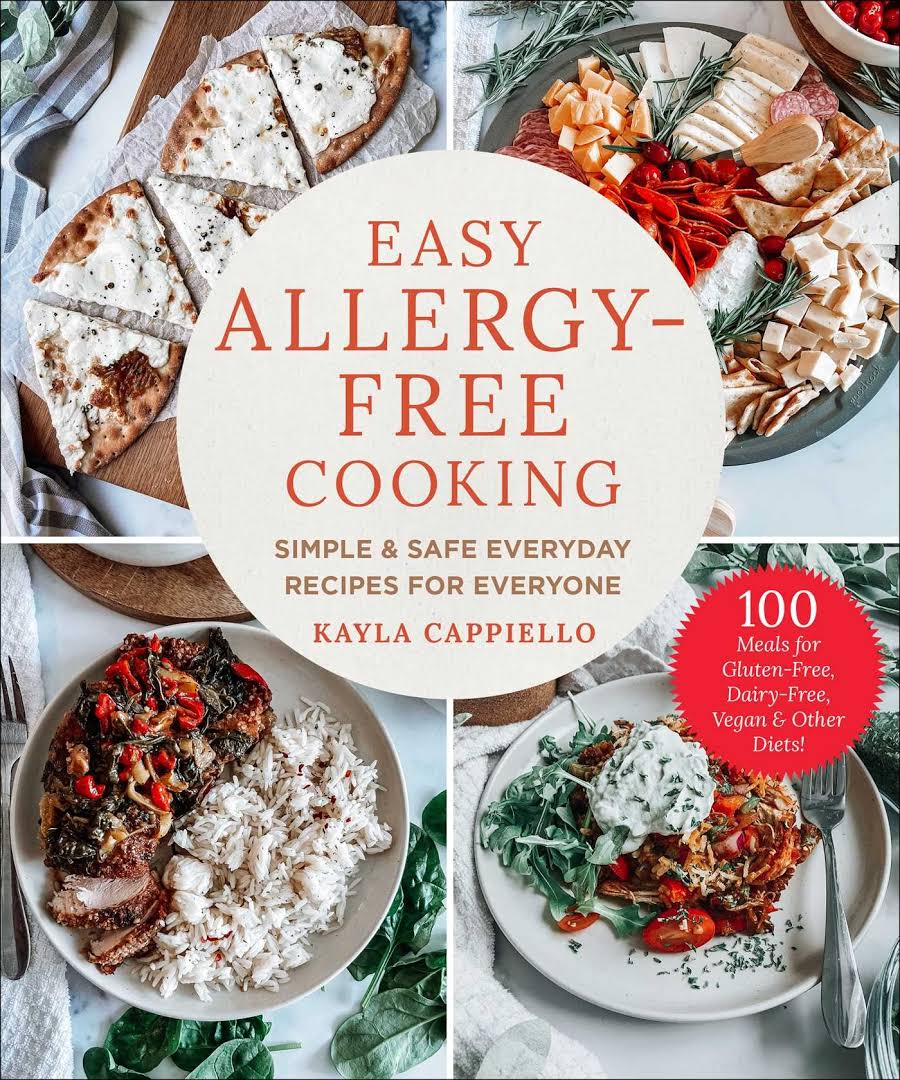 EASY
ALLERGY-
FREE
COOKING
SIMPLE & SAFE EVERYDAY
RECIPES FOR EVERYONE
KAYLA CAPPIELLO
100
Meals for
Gluten-Free,
Dairy-Free,
Vegan & Other
Diets!